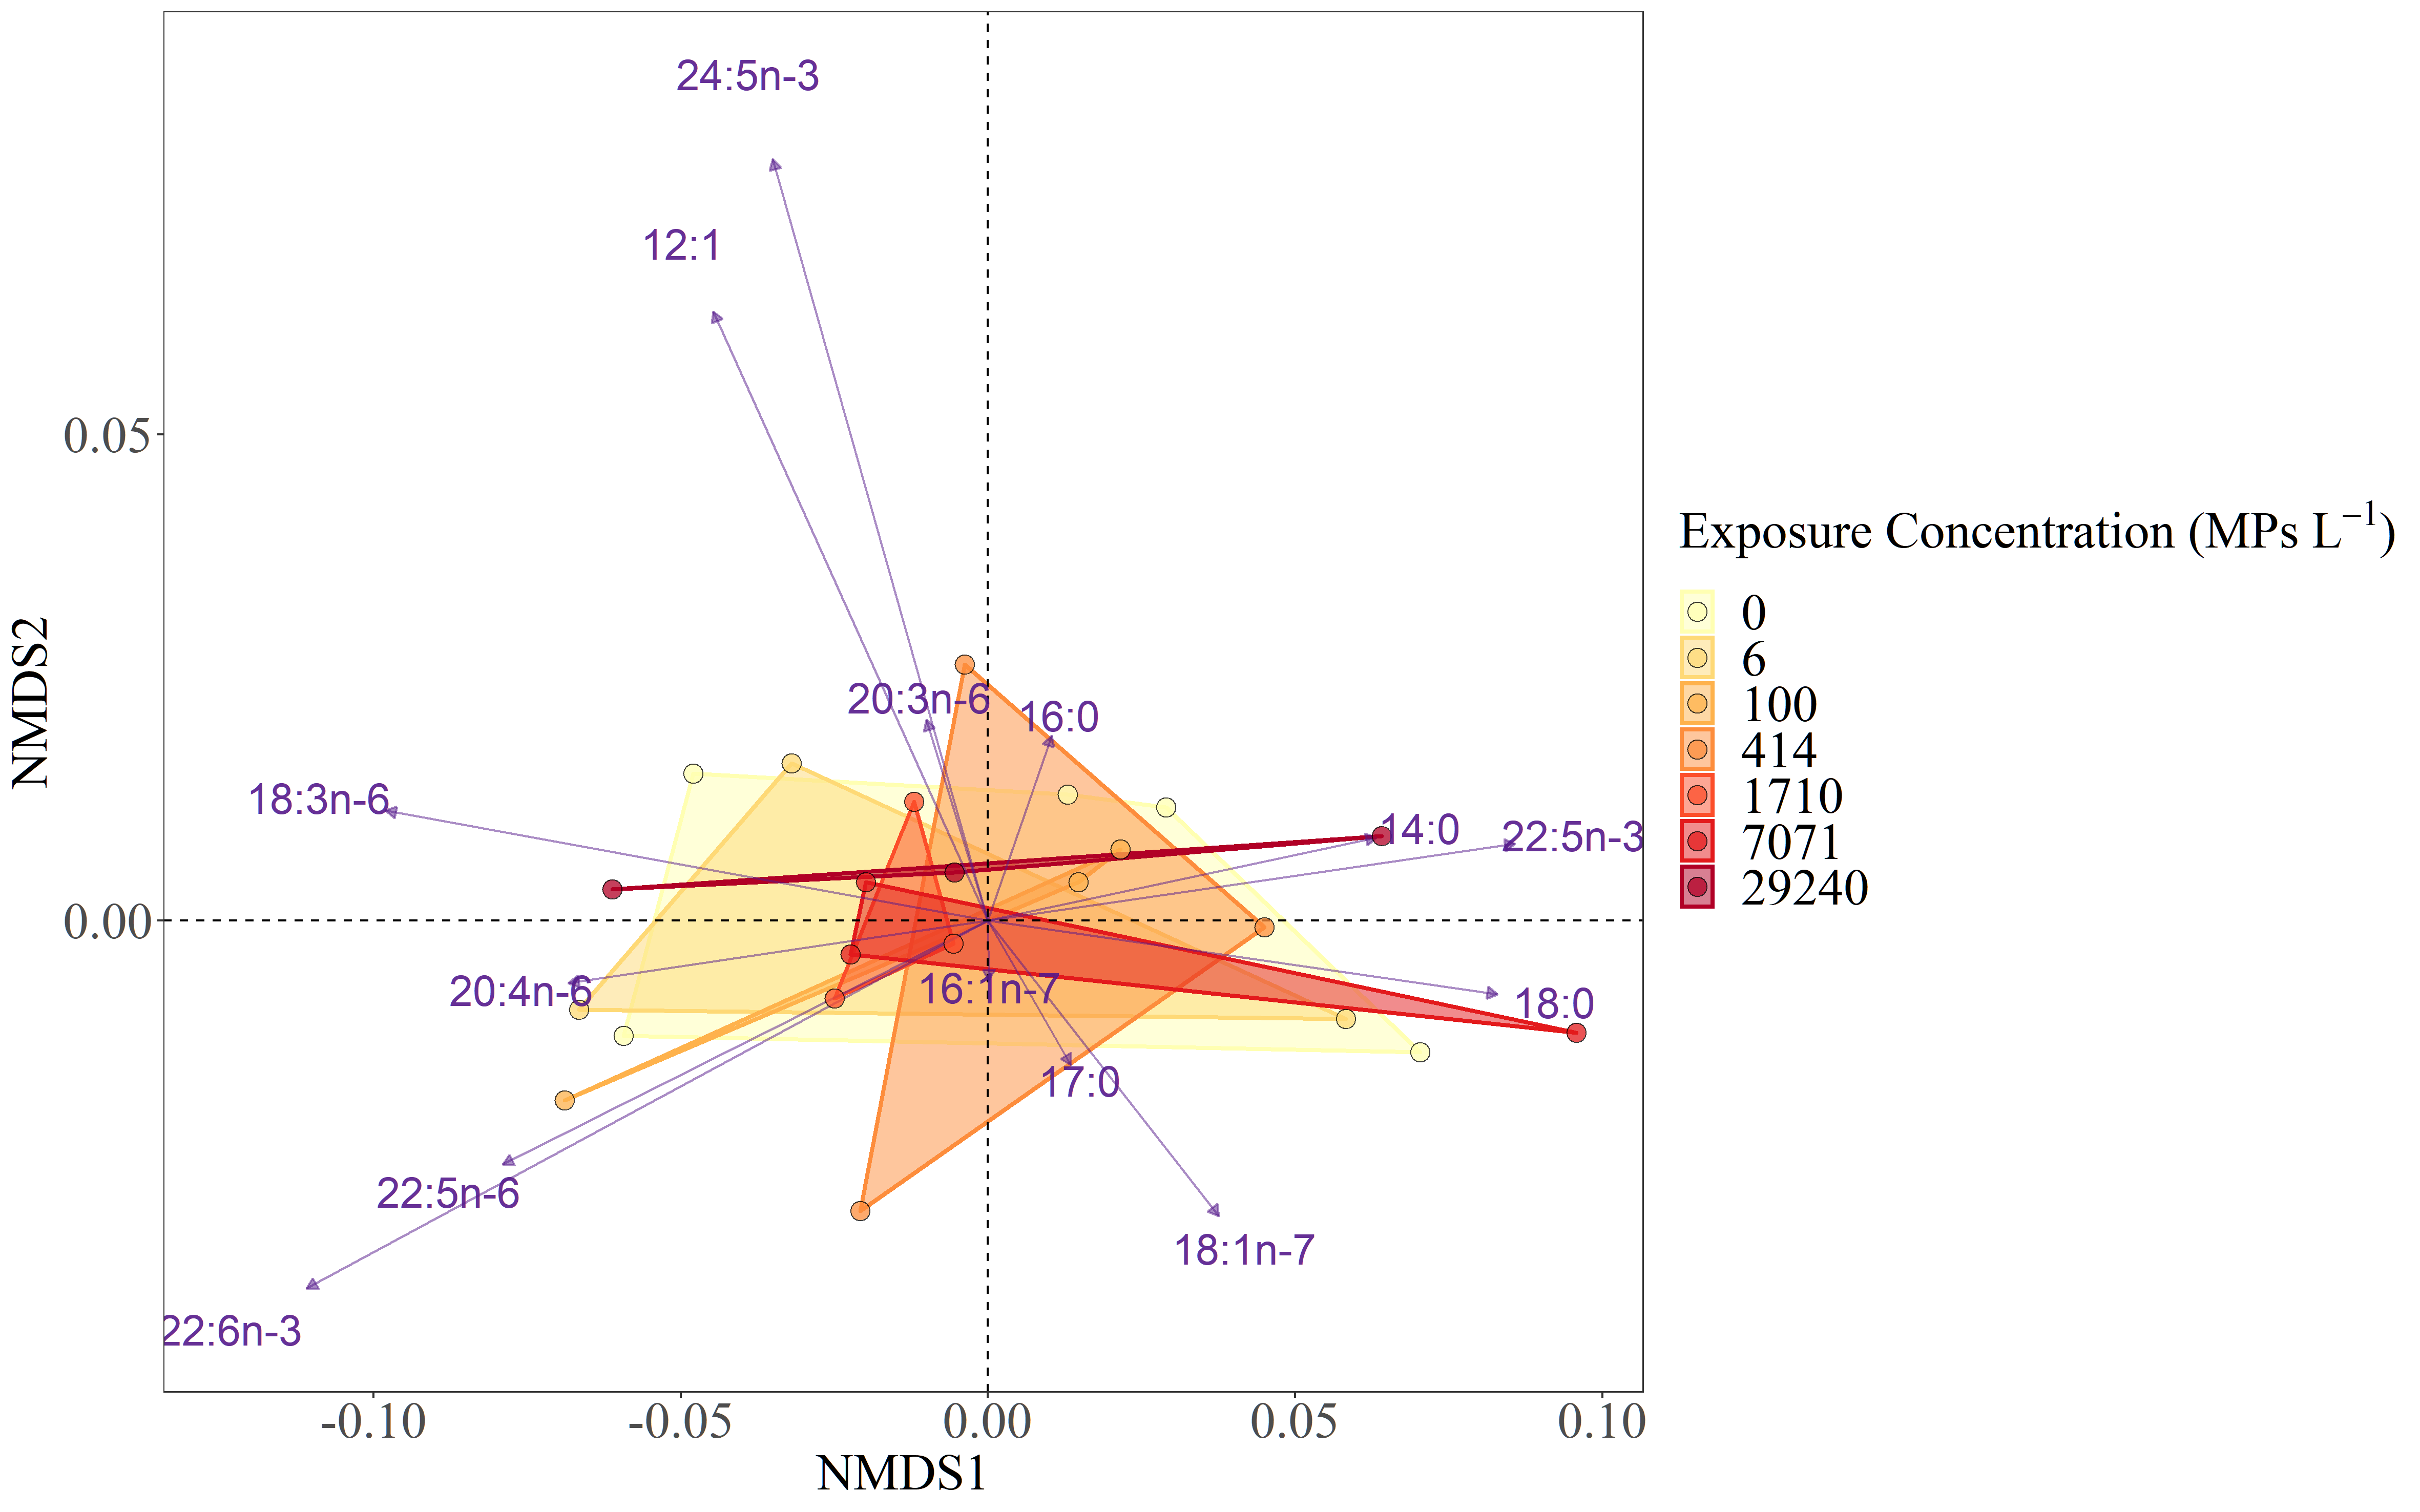 24:5n-3
12:1
0.05
20:3n-6
16:0
18:3n-6
14:0
22:5n-3
0.00
20:4n-6
16:1n-7
18:0
17:0
22:5n-6
18:1n-7
22:6n-3
-0.10
-0.05
0.00
0.05
0.10
NMDS1
NMDS2
Exposure Concentration (MPs L⁻¹)
0
6
100
414
1710
7071
29240